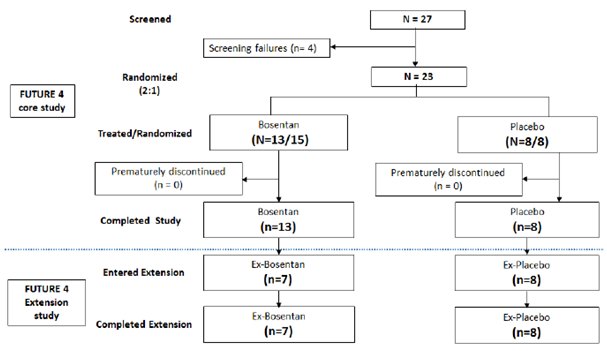 Screened
N = 27
Screening failures (n= 4)
Randomized
(2:1)
N = 23
FUTURE 4
core study
Treated/Randomized
Bosentan
(N=13/15)
Placebo
(N=8/8)
Prematurely discontinued
(n = 0)
Prematurely discontinued
(n = 0)
Completed Study
Bosentan
(n=13)
Placebo
(n=8)
Entered Extension
Ex-Bosentan
(n=7)
Ex-Placebo
(n=8)
FUTURE 4
Extension
study
Completed Extension
Ex-Bosentan
(n=7)
Ex-Placebo
(n=8)